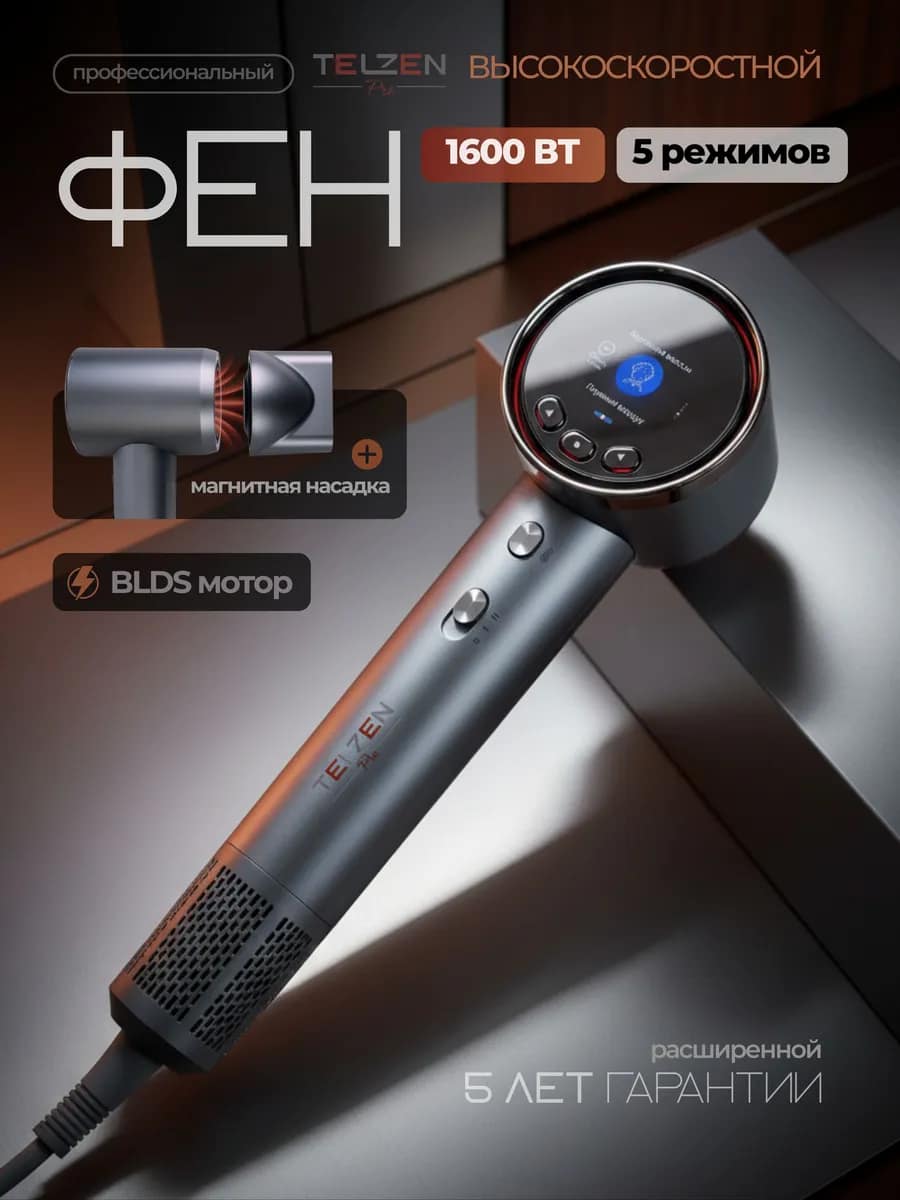 профессиональный
TELZEN
Pro
ВЫСОКОСКОРОСТНОЙ
ФЕН
1600 ВТ
5 режимов
магнитная насадка
BLDS мотор
TELZEN
Pro
расширенной
5 ЛЕТ ГАРАНТИИ